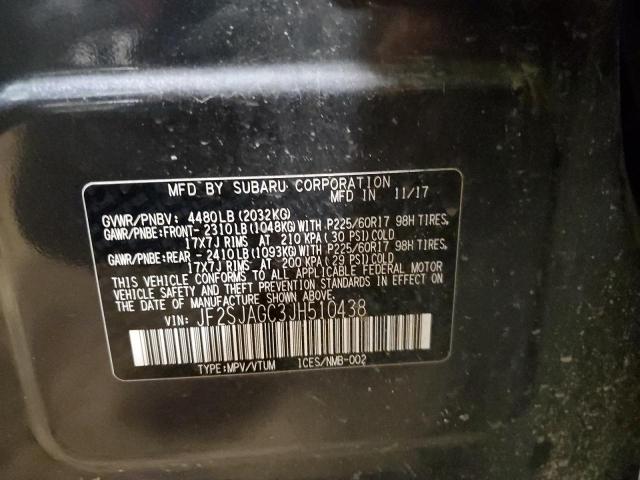 MFD BY SUBARU CORPORATION
MFD IN 11/17
GVWR/PNBV: 4480LB (2032KG)
GAWR/PNBE:FRONT- 2310LB(1048KG)WITH P225/60R17 98H TIRES,
17X7J RIMS AT 210 KPA(30 PSI)COLD
GAWR/PNBE:REAR - 2410LB(1093KG)WITH P225/60R17 98H TIRES,
17X7J RIMS AT 200 KPA(29 PSI)COLD
THIS VEHICLE CONFORMS TO ALL APPLICABLE FEDERAL MOTOR
VEHICLE SAFETY AND THEFT PREVENTION STANDARDS IN EFFECT ON
THE DATE OF MANUFACTURE SHOWN ABOVE.
VIN: JF2SJAGC3JH510438
TYPE:MPV/VTUM ICES/NMB-002